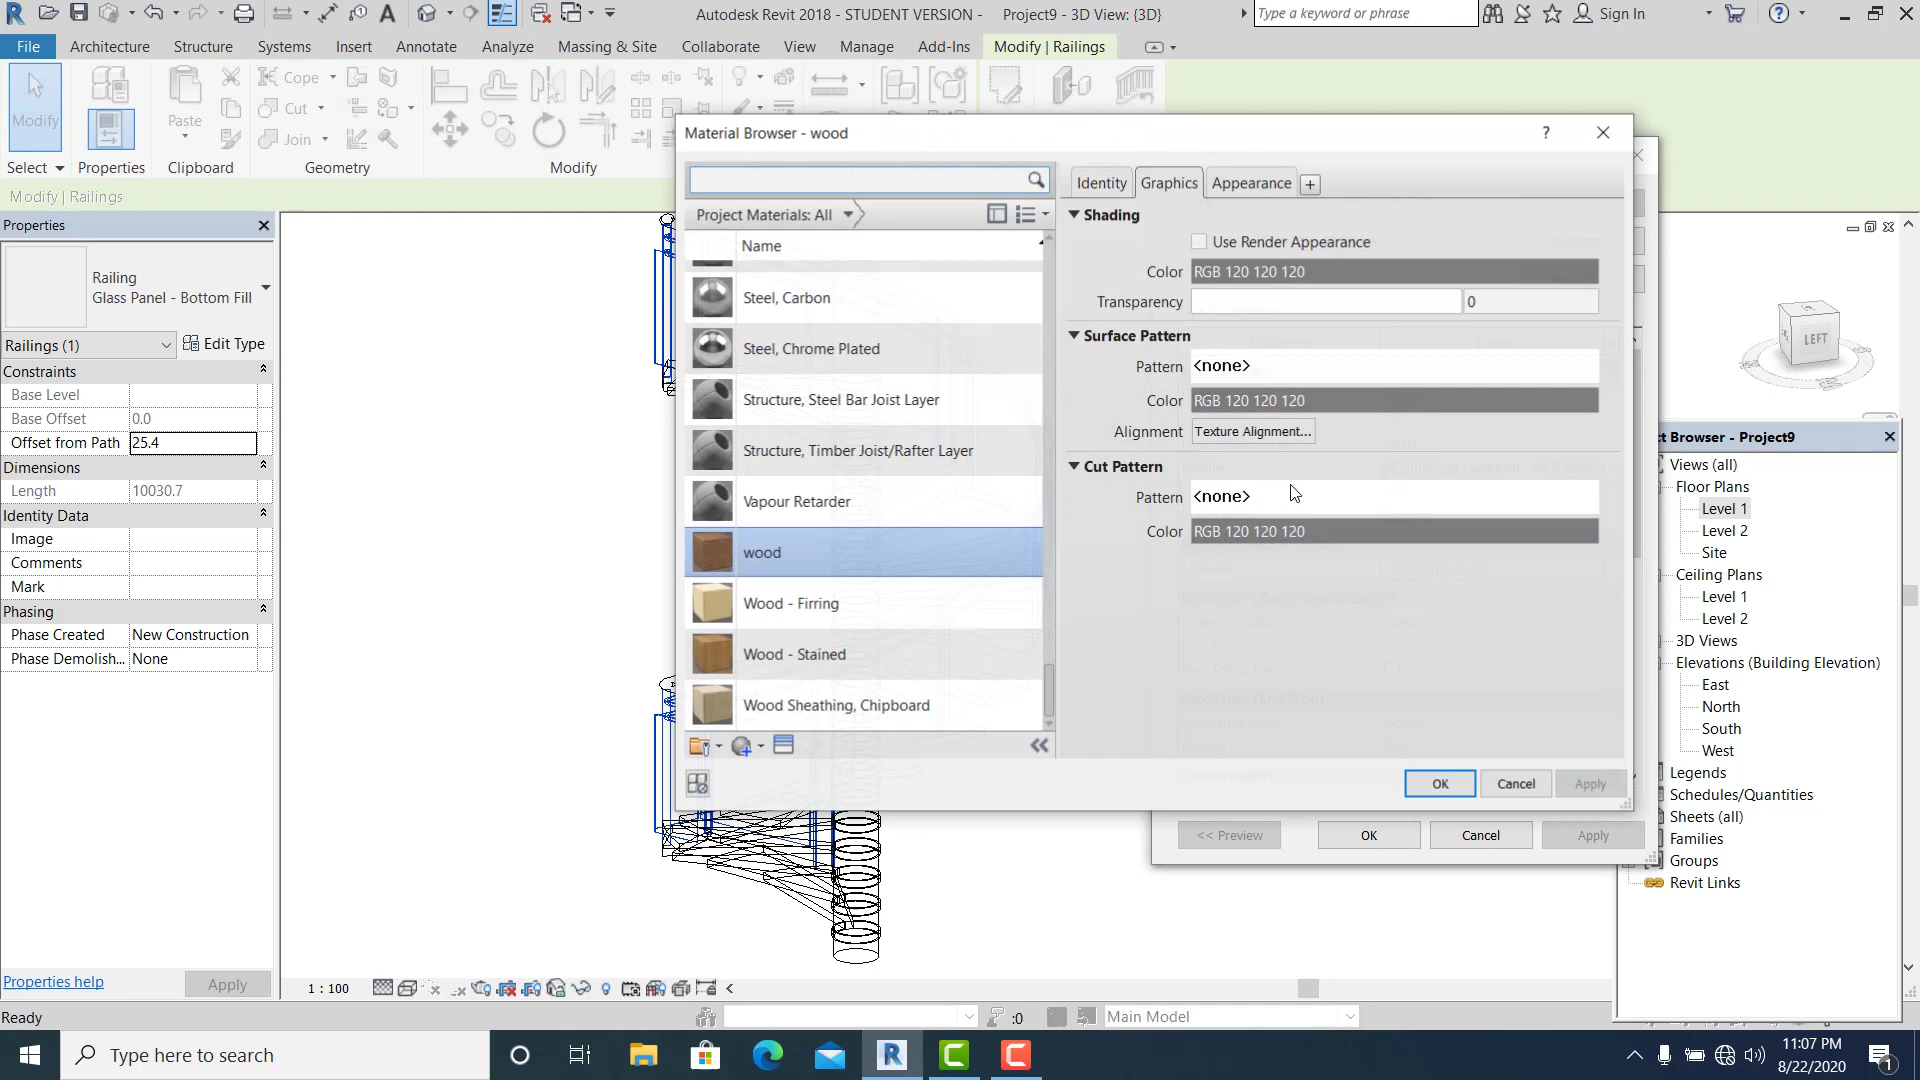 Autodesk Revit 2018 - STUDENT VERSION - Project9 - 3D View: {3D}
Type a keyword or phrase
Sign In
File Architecture Structure Systems Insert Annotate Analyze Massing & Site Collaborate View Manage Add-Ins Modify | Railings
Modify
Paste
Cope
Cut
Join
Select Properties Clipboard Geometry Modify
Modify | Railings
Properties
Railing
Glass Panel - Bottom Fill
Railings (1) Edit Type
Constraints
Base Level
Base Offset 0.0
Offset from Path 25.4
Dimensions
Length 10030.7
Identity Data
Image
Comments
Mark
Phasing
Phase Created New Construction
Phase Demolish... None
Properties help Apply
Material Browser - wood
Project Materials: All
Name
Steel, Carbon
Steel, Chrome Plated
Structure, Steel Bar Joist Layer
Structure, Timber Joist/Rafter Layer
Vapour Retarder
wood
Wood - Firring
Wood - Stained
Wood Sheathing, Chipboard
Identity Graphics Appearance +
Shading
Use Render Appearance
Color RGB 120 120 120
Transparency 0
Surface Pattern
Pattern <none>
Color RGB 120 120 120
Alignment Texture Alignment...
Cut Pattern
Pattern <none>
Color RGB 120 120 120
OK Cancel Apply
<< Preview OK Cancel Apply
LEFT
ct Browser - Project9
Views (all)
Floor Plans
Level 1
Level 2
Site
Ceiling Plans
Level 1
Level 2
3D Views
Elevations (Building Elevation)
East
North
South
West
Legends
Schedules/Quantities
Sheets (all)
Families
Groups
Revit Links
1 : 100
Ready
:0
Main Model
Type here to search
11:07 PM
8/22/2020
1